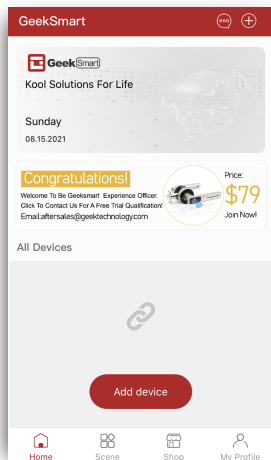 GeekSmart
Geek Smart
Kool Solutions For Life
Sunday
08.15.2021
Congratulations!
Welcome To Be Geeksmart Experience Officer.
Click To Contact Us For A Free Trial Qualification!
Email:aftersales@geektechnology.com
Price:
$79
Join Now!
All Devices
Add device
Home
Scene
Shop
My Profile